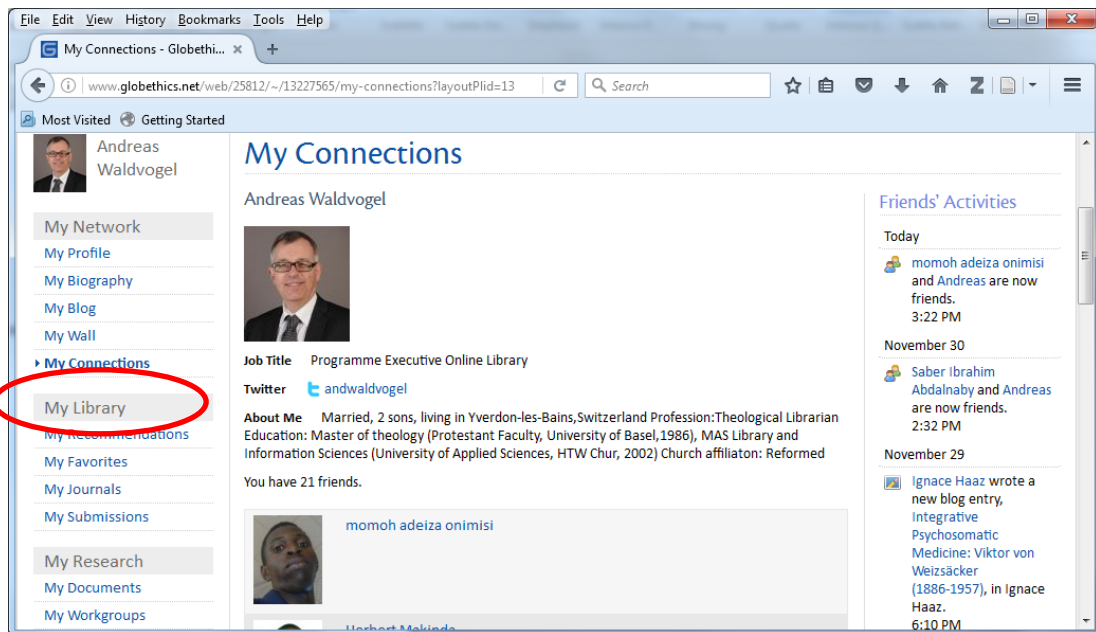 File Edit View History Bookmarks Tools Help
My Connections - Globethi...
www.globethics.net/web/25812/~/13227565/my-connections?layoutPlid=13
Search
Most Visited Getting Started
Andreas
Waldvogel
My Network
My Profile
My Biography
My Blog
My Wall
My Connections
My Library
My Recommendations
My Favorites
My Journals
My Submissions
My Research
My Documents
My Workgroups
My Connections
Andreas Waldvogel
Job Title Programme Executive Online Library
Twitter andwaldvogel
About Me Married, 2 sons, living in Yverdon-les-Bains,Switzerland Profession:Theological Librarian
Education: Master of theology (Protestant Faculty, University of Basel,1986), MAS Library and
Information Sciences (University of Applied Sciences, HTW Chur, 2002) Church affiliaton: Reformed
You have 21 friends.
momoh adeiza onimisi
Friends' Activities
Today
momoh adeiza onimisi
and Andreas are now
friends.
3:22 PM
November 30
Saber Ibrahim
Abdalnaby and Andreas
are now friends.
2:32 PM
November 29
Ignace Haaz wrote a
new blog entry,
Integrative
Psychosomatic
Medicine: Viktor von
Weizsäcker
(1886-1957), in Ignace
Haaz.
6:10 PM